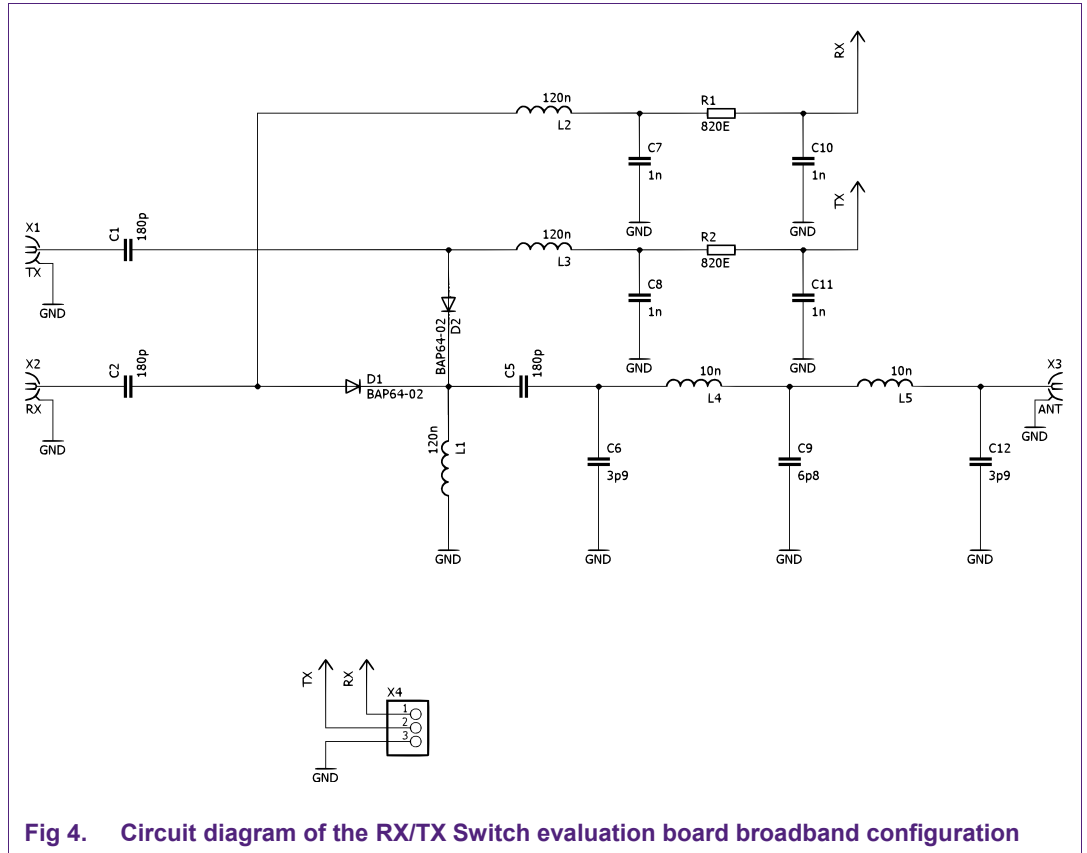 RX
120n
L2
R1
820E
C7
1n
C10
1n
GND
GND
TX
X1
TX
GND
C1
180p
120n
L3
R2
820E
C8
1n
C11
1n
GND
GND
BAP64-02
D2
X2
RX
GND
C2
180p
D1
BAP64-02
C5
180p
10n
L4
10n
L5
X3
ANT
GND
120n
L1
GND
C6
3p9
GND
C9
6p8
GND
C12
3p9
GND
TX
RX
X4
1
2
3
GND
Fig 4. Circuit diagram of the RX/TX Switch evaluation board broadband configuration